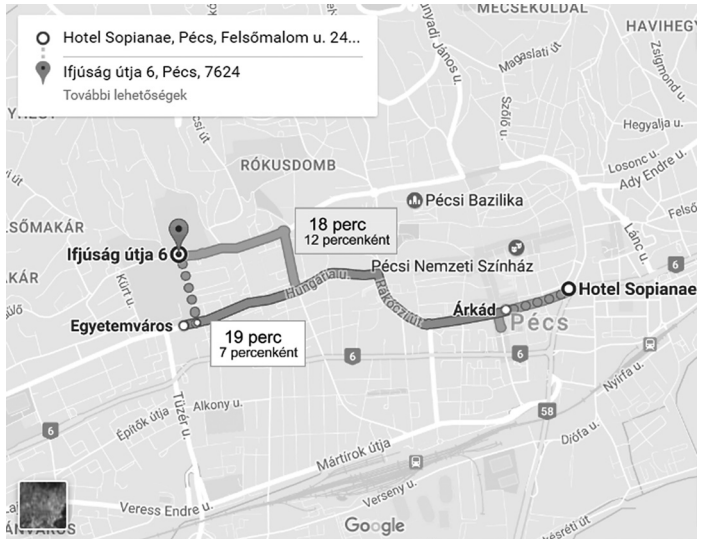 Hotel Sopianae, Pécs, Felsőmalom u. 24...
Ifjúság útja 6, Pécs, 7624
További lehetőségek
MECSEKOLDAL
HAVIHEGY
Magaslati út
Zsigmond u.
Szőlő u.
Hegyalja u.
RÓKUSDOMB
Losonc u.
Ady Endre u.
Pécsi Bazilika
18 perc
12 percenként
Ifjúság útja 6
Lánc u.
Pécsi Nemzeti Színház
6
Kürt u.
Hungária u.
Hotel Sopianae
Rákóczi út
Árkád
Pécs
Egyetemváros
19 perc
7 percenként
6
6
Nyírfa u.
Alkony u.
Építők útja
Tüzér u.
58
6
Diófa u.
Mártírok útja
Verseny u.
Veress Endre u.
Google